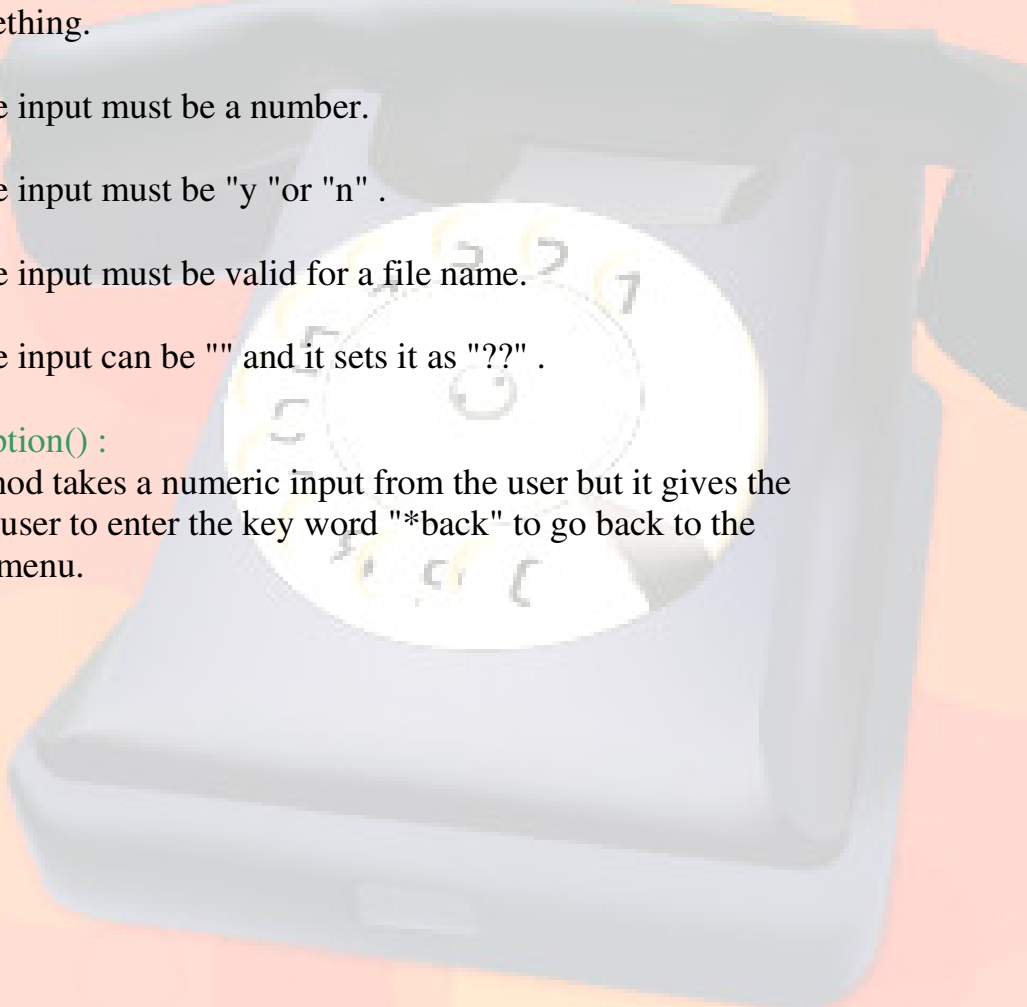 ething.
e input must be a number.
e input must be "y "or "n" .
e input must be valid for a file name.
e input can be "" and it sets it as "??" .
ption() :
nod takes a numeric input from the user but it gives the
user to enter the key word "*back" to go back to the
menu.